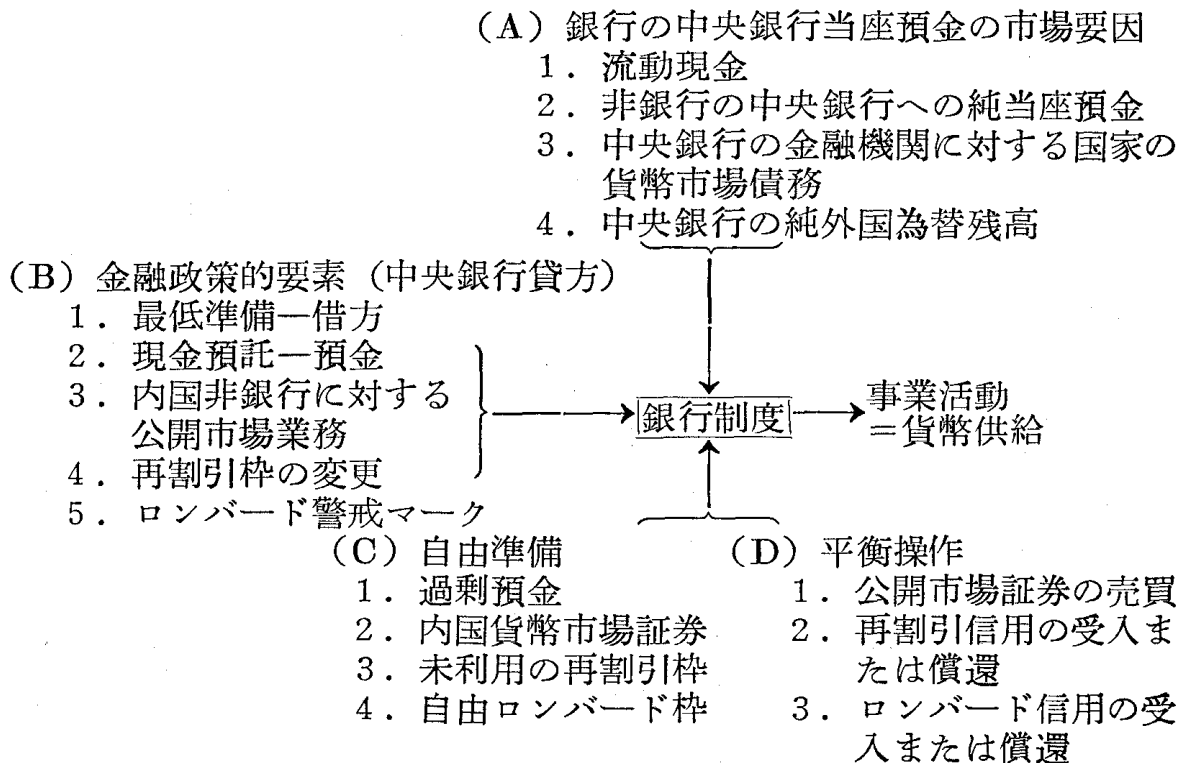 （A）銀行の中央銀行当座預金の市場要因
1．流動現金
2．非銀行の中央銀行への純当座預金
3．中央銀行の金融機関に対する国家の
貨幣市場債務
4．中央銀行の純外国為替残高
（B）金融政策的要素（中央銀行貸方）
1．最低準備―借方
2．現金預託―預金
3．内国非銀行に対する
公開市場業務
4．再割引枠の変更
5．ロンバード警戒マーク
銀行制度
事業活動
＝貨幣供給
（C）自由準備
1．過剰預金
2．内国貨幣市場証券
3．未利用の再割引枠
4．自由ロンバード枠
（D）平衡操作
1．公開市場証券の売買
2．再割引信用の受入ま
たは償還
3．ロンバード信用の受
入または償還